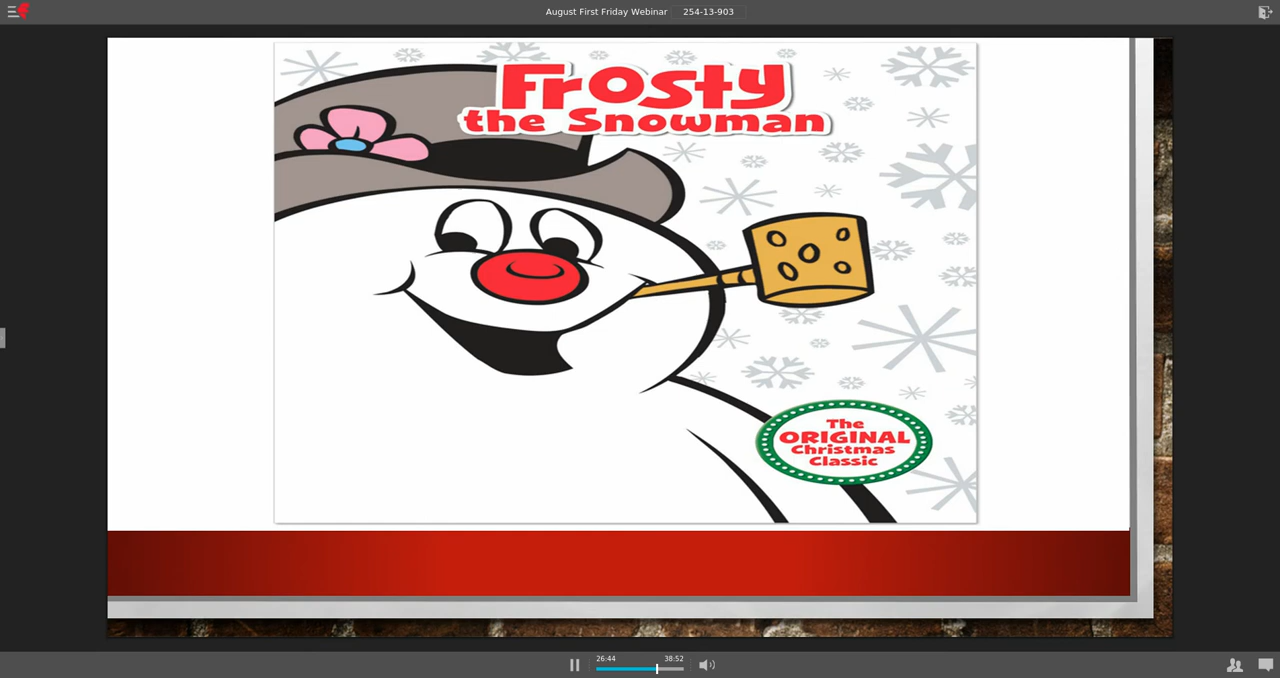 August First Friday Webinar 254-13-903
Frosty
the Snowman
The
ORIGINAL
Christmas
Classic
26:44 38:52